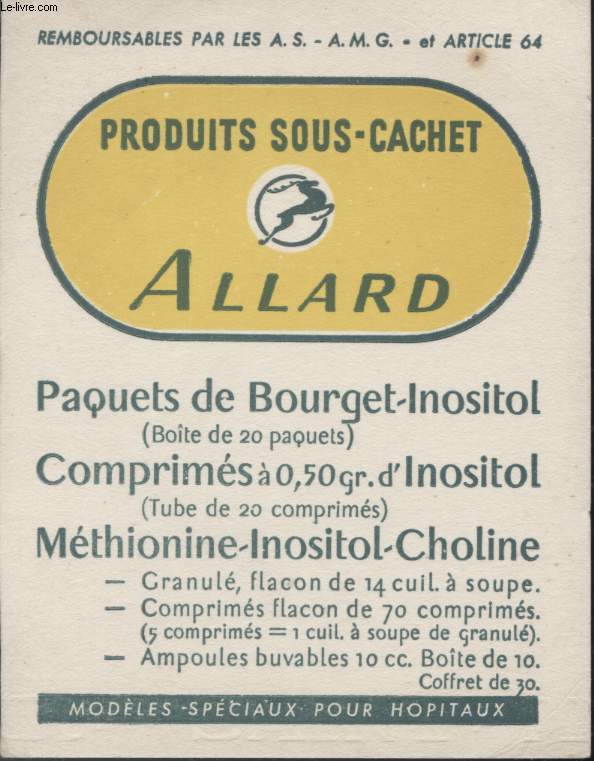 Le-livre.com
REMBOURSABLES PAR LES A. S. - A. M. G. - et ARTICLE 64
PRODUITS SOUS-CACHET
ALLARD
Paquets de Bourget-Inositol
(Boîte de 20 paquets)
Comprimés à 0,50 gr. d'Inositol
(Tube de 20 comprimés)
Méthionine-Inositol-Choline
— Granulé, flacon de 14 cuil. à soupe.
— Comprimés flacon de 70 comprimés.
(5 comprimés = 1 cuil. à soupe de granulé).
— Ampoules buvables 10 cc. Boîte de 10.
Coffret de 30.
MODÈLES - SPÉCIAUX POUR HOPITAUX